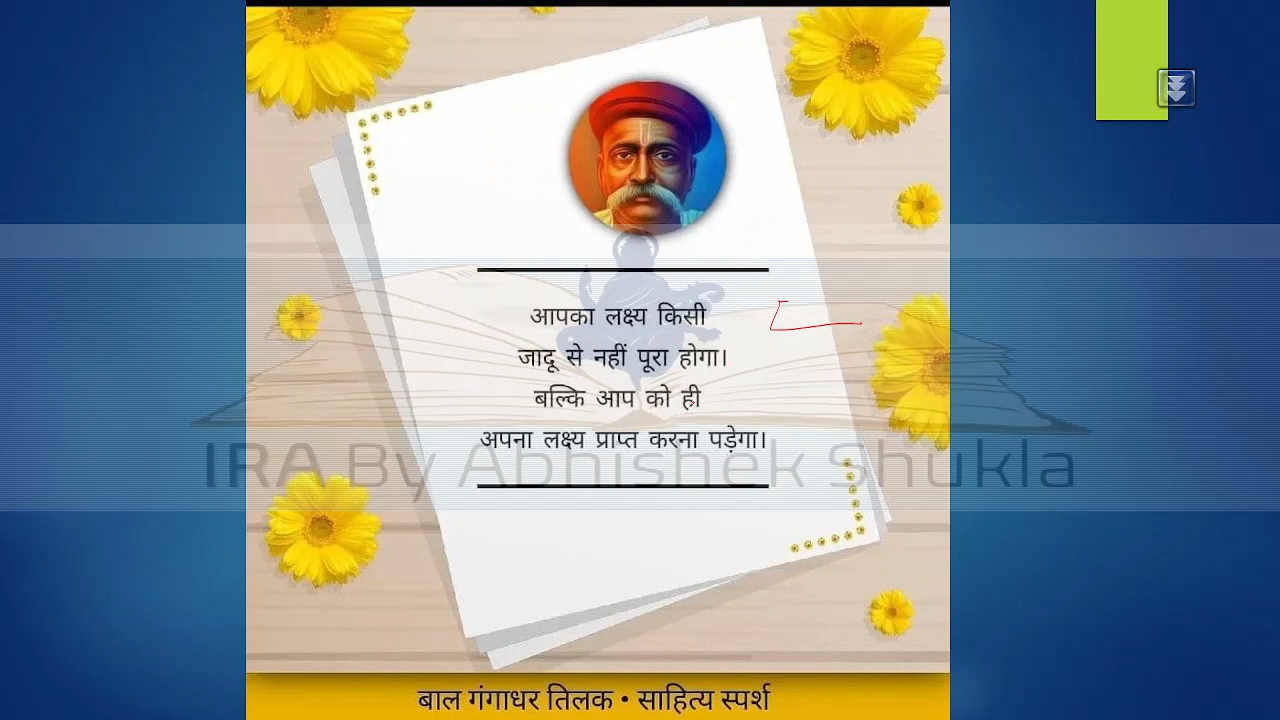 आपका लक्ष्य किसी
जादू से नहीं पूरा होगा।
बल्कि आप को ही
अपना लक्ष्य प्राप्त करना पड़ेगा।
IRA By Abhishek Shukla
बाल गंगाधर तिलक • साहित्य स्पर्श